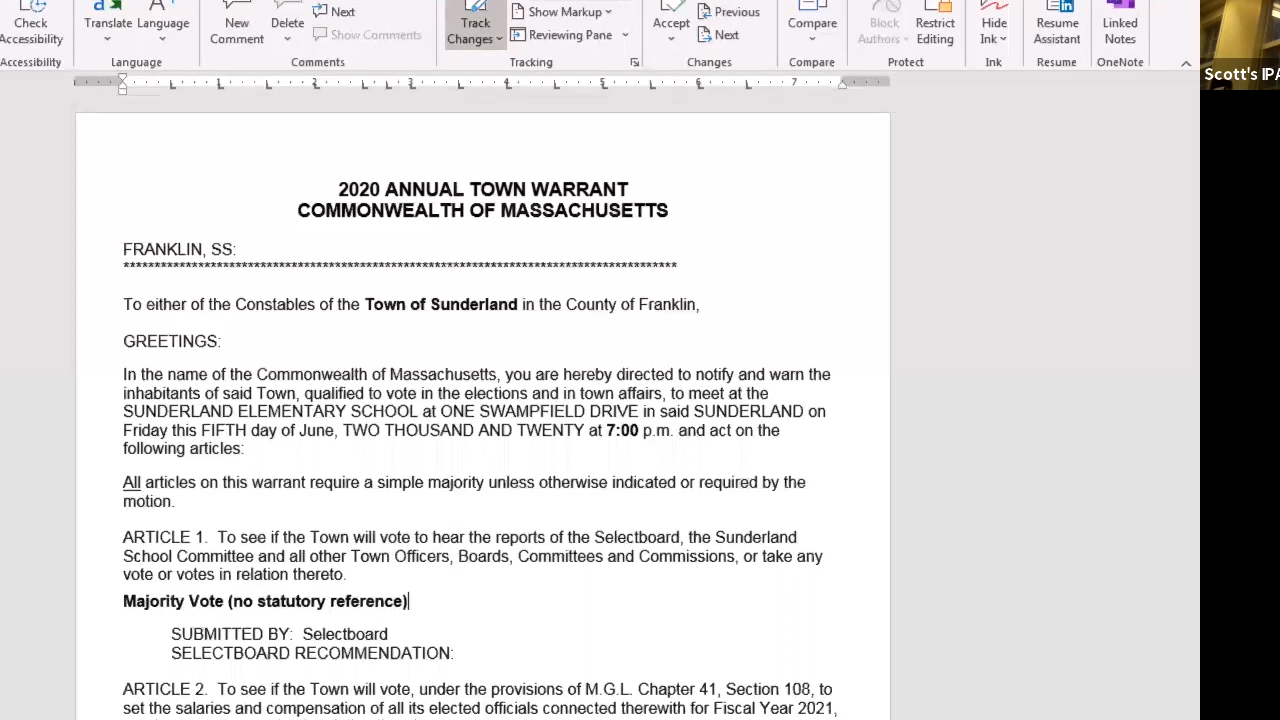 Check
Accessibility
Translate
Language
New
Comment
Delete
Next
Show Comments
Track
Changes
Show Markup
Reviewing Pane
Accept
Previous
Next
Compare
Block
Authors
Restrict
Editing
Hide
Ink
Resume
Assistant
Linked
Notes
Accessibility
Language
Comments
Tracking
Changes
Compare
Protect
Ink
Resume
OneNote
Scott's IPA
1 2 3 4 5 6 7
2020 ANNUAL TOWN WARRANT
COMMONWEALTH OF MASSACHUSETTS
FRANKLIN, SS:
To either of the Constables of the Town of Sunderland in the County of Franklin,
GREETINGS:
In the name of the Commonwealth of Massachusetts, you are hereby directed to notify and warn the
inhabitants of said Town, qualified to vote in the elections and in town affairs, to meet at the
SUNDERLAND ELEMENTARY SCHOOL at ONE SWAMPFIELD DRIVE in said SUNDERLAND on
Friday this FIFTH day of June, TWO THOUSAND AND TWENTY at 7:00 p.m. and act on the
following articles:
All articles on this warrant require a simple majority unless otherwise indicated or required by the
motion.
ARTICLE 1. To see if the Town will vote to hear the reports of the Selectboard, the Sunderland
School Committee and all other Town Officers, Boards, Committees and Commissions, or take any
vote or votes in relation thereto.
Majority Vote (no statutory reference)
SUBMITTED BY: Selectboard
SELECTBOARD RECOMMENDATION:
ARTICLE 2. To see if the Town will vote, under the provisions of M.G.L. Chapter 41, Section 108, to
set the salaries and compensation of all its elected officials connected therewith for Fiscal Year 2021,